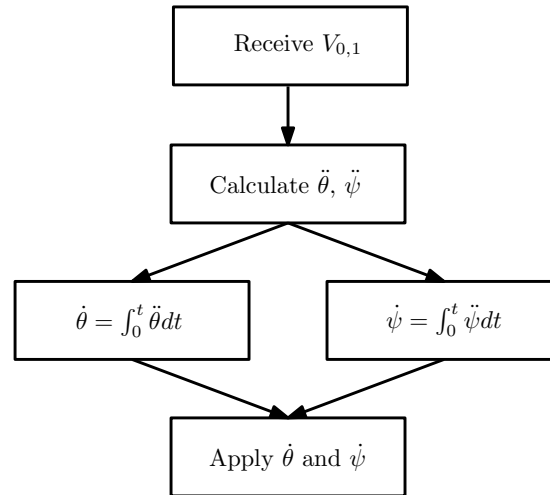 Receive $V_{0,1}$
Calculate $\ddot{\theta}$, $\ddot{\psi}$
$\dot{\theta} = \int_0^t \ddot{\theta} dt$
$\dot{\psi} = \int_0^t \ddot{\psi} dt$
Apply $\dot{\theta}$ and $\dot{\psi}$